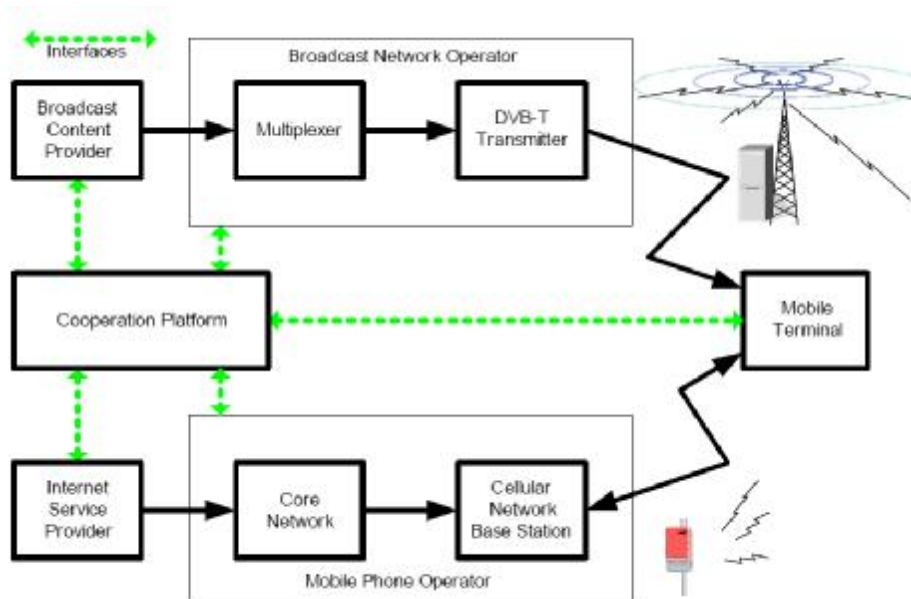 Interfaces
Broadcast Network Operator
Broadcast
Content
Provider
Multiplexer
DVB-T
Transmitter
Cooperation Platform
Mobile
Terminal
Internet
Service
Provider
Core
Network
Cellular
Network
Base Station
Mobile Phone Operator